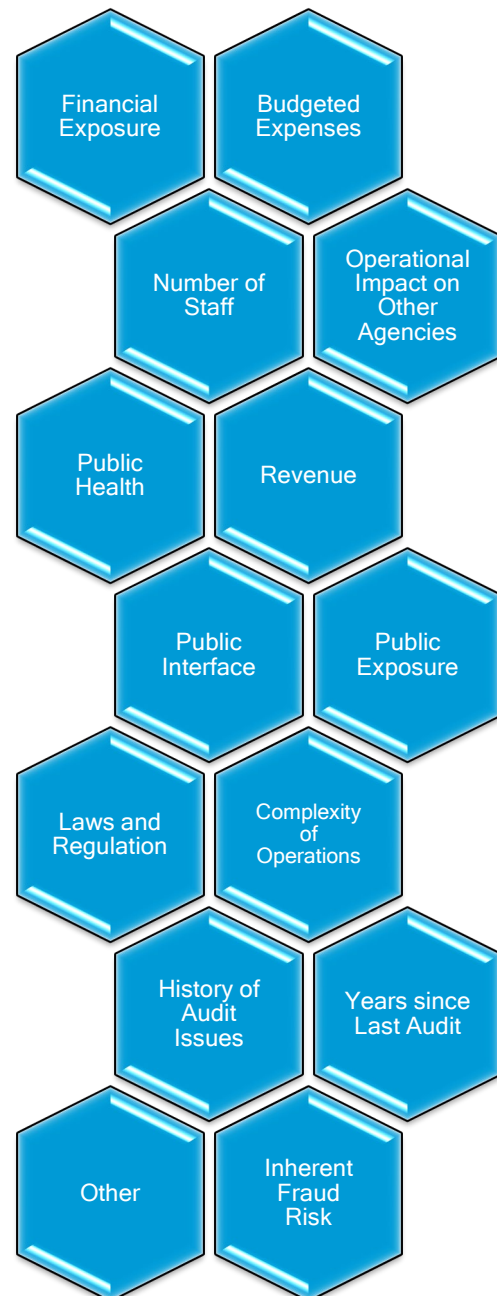 Financial
Exposure
Budgeted
Expenses
Number of
Staff
Operational
Impact on
Other
Agencies
Public
Health
Revenue
Public
Interface
Public
Exposure
Laws and
Regulation
Complexity
of
Operations
History of
Audit
Issues
Years since
Last Audit
Other
Inherent
Fraud
Risk